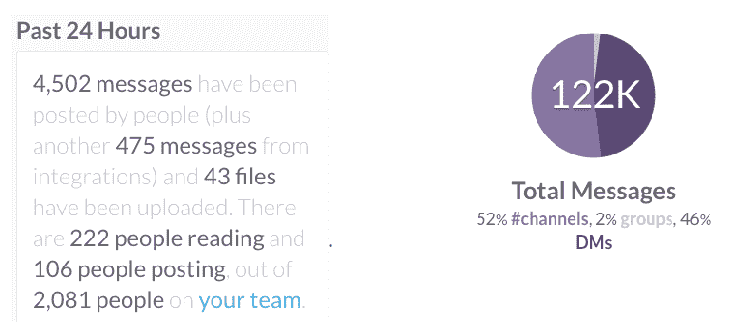 Past 24 Hours
4,502 messages have been
posted by people (plus
another 475 messages from
integrations) and 43 files
have been uploaded. There
are 222 people reading and
106 people posting, out of
2,081 people on your team.
122K
Total Messages
52% #channels, 2% groups, 46%
DMs